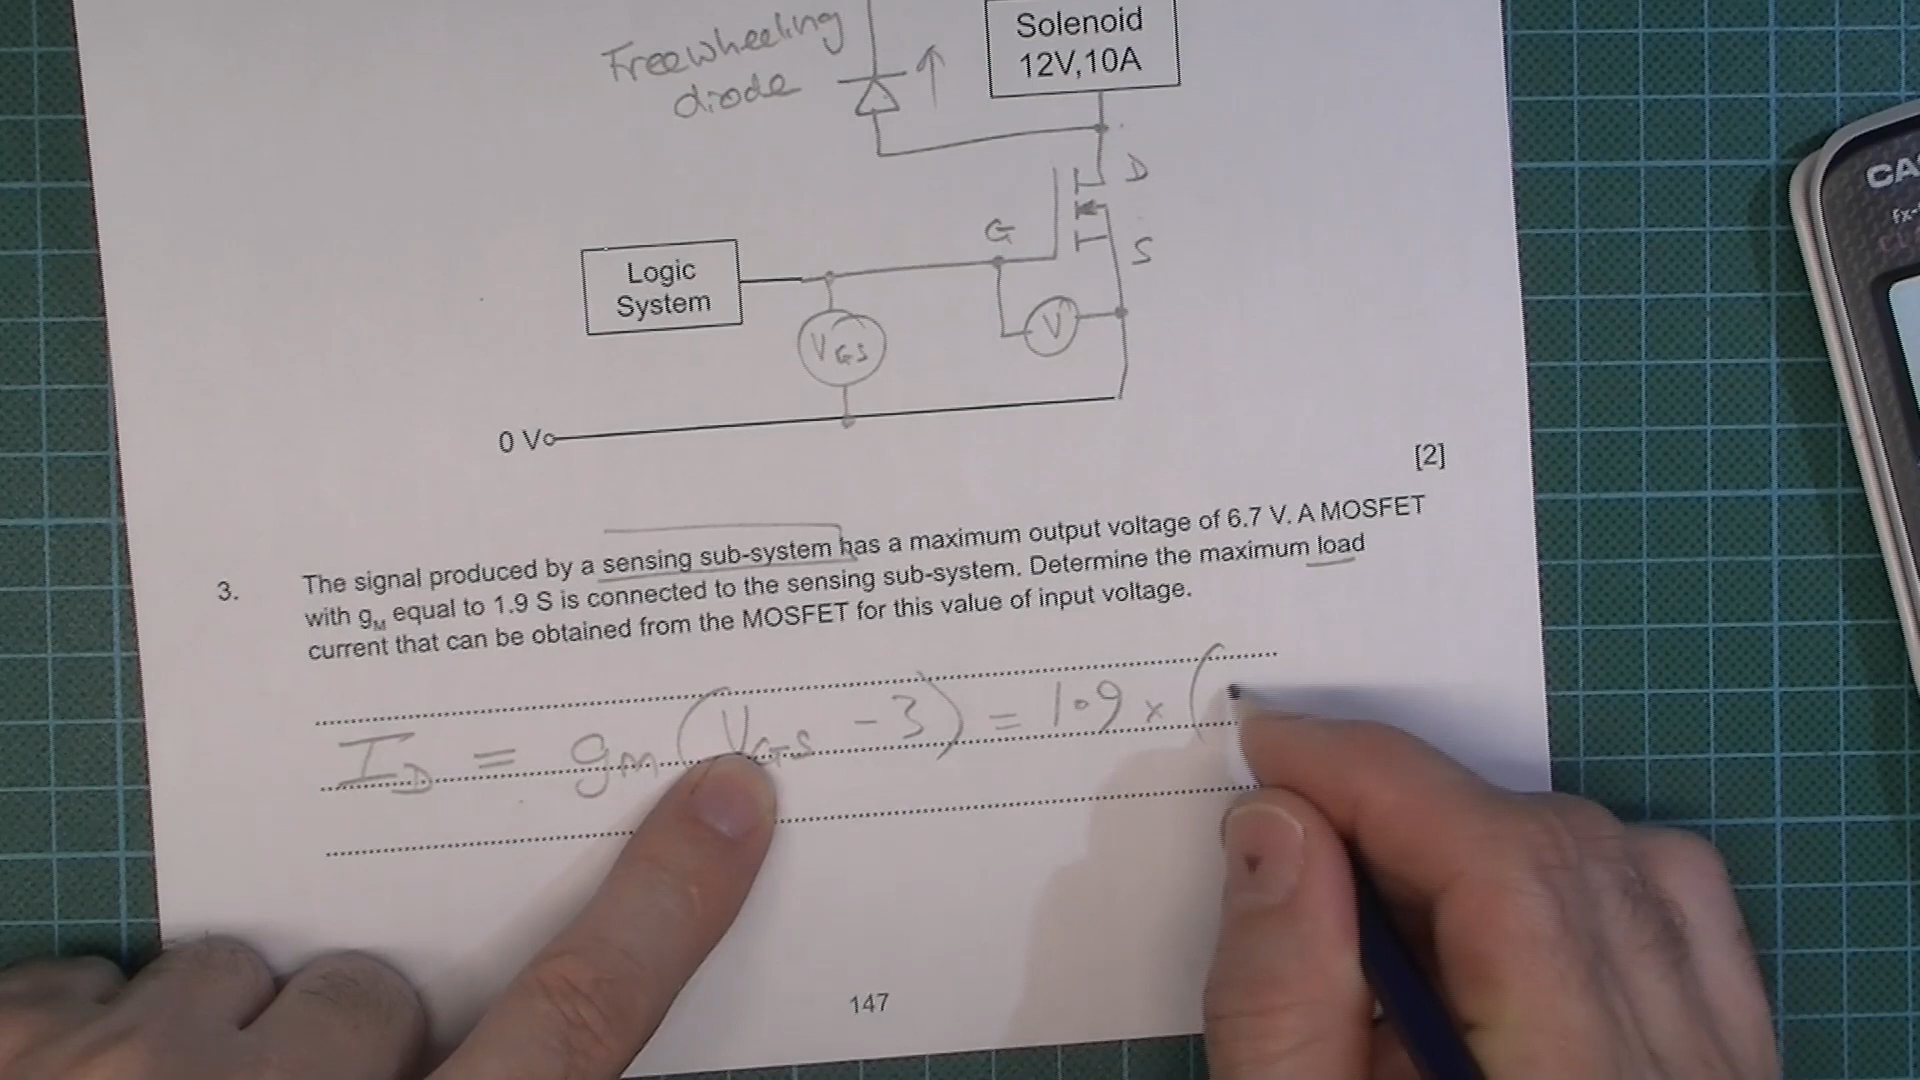 Freewheeling
diode
Solenoid
12V,10A
D
G
S
Logic
System
VGS
V
0 V
[2]
3. The signal produced by a sensing sub-system has a maximum output voltage of 6.7 V. A MOSFET
with gM equal to 1.9 S is connected to the sensing sub-system. Determine the maximum load
current that can be obtained from the MOSFET for this value of input voltage.
ID = gm(VGS - 3) = 1.9 x (
147
CA
fx-